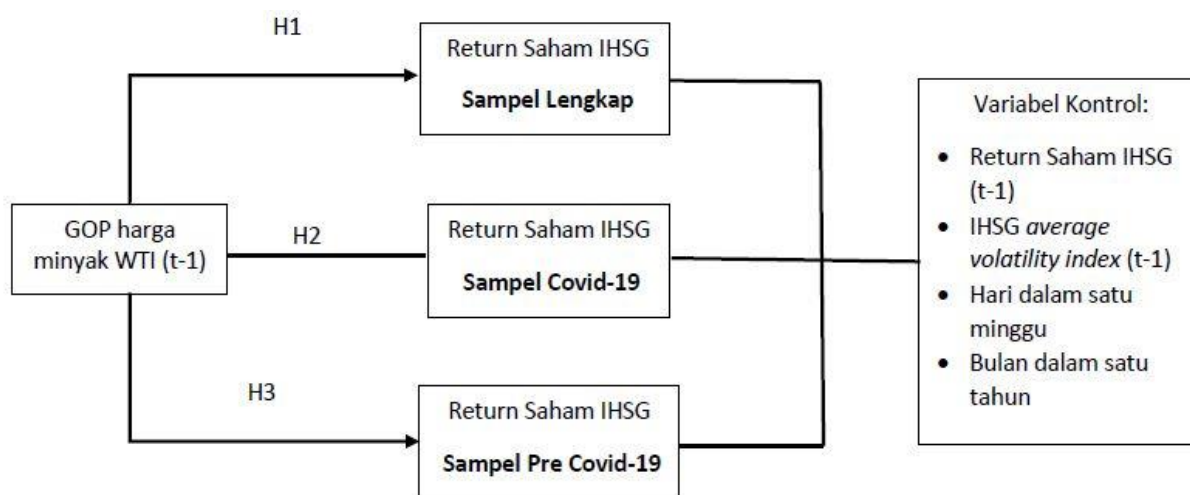 H1
Return Saham IHSG
Sampel Lengkap
GOP harga
minyak WTI (t-1)
H2
Return Saham IHSG
Sampel Covid-19
H3
Return Saham IHSG
Sampel Pre Covid-19
Variabel Kontrol:
• Return Saham IHSG
(t-1)
• IHSG average
volatility index (t-1)
• Hari dalam satu
minggu
• Bulan dalam satu
tahun